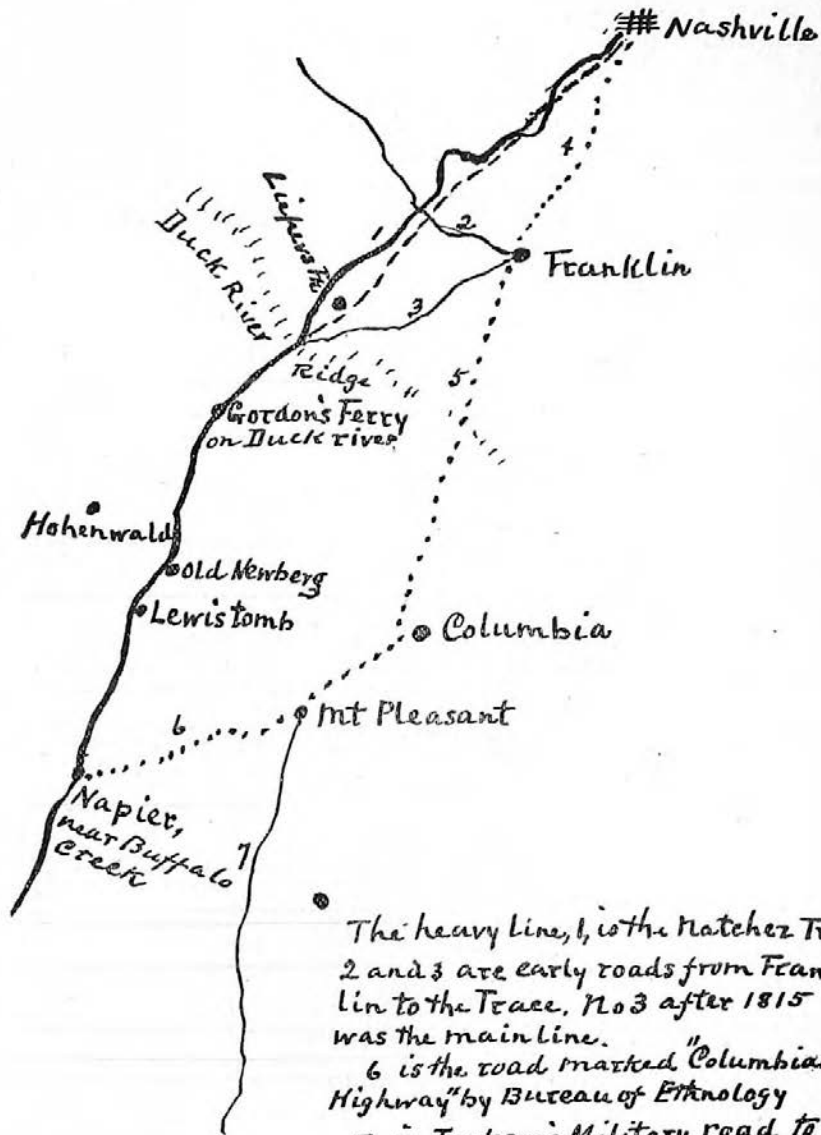 Nashville
4
Liepers Fk
2
Duck River
1
Franklin
3
Ridge
5
Gordon's Ferry
on Duck river
Hohenwald
Old Newberg
Lewis tomb
Columbia
Mt Pleasant
6
Napier,
near Buffalo
creek
7
The heavy line, 1, is the Natchez Tr
2 and 3 are early roads from Fran
lin to the Trace. No 3 after 1815
was the main line.
6 is the road marked "Columbia
Highway" by Bureau of Ethnology
Military road to